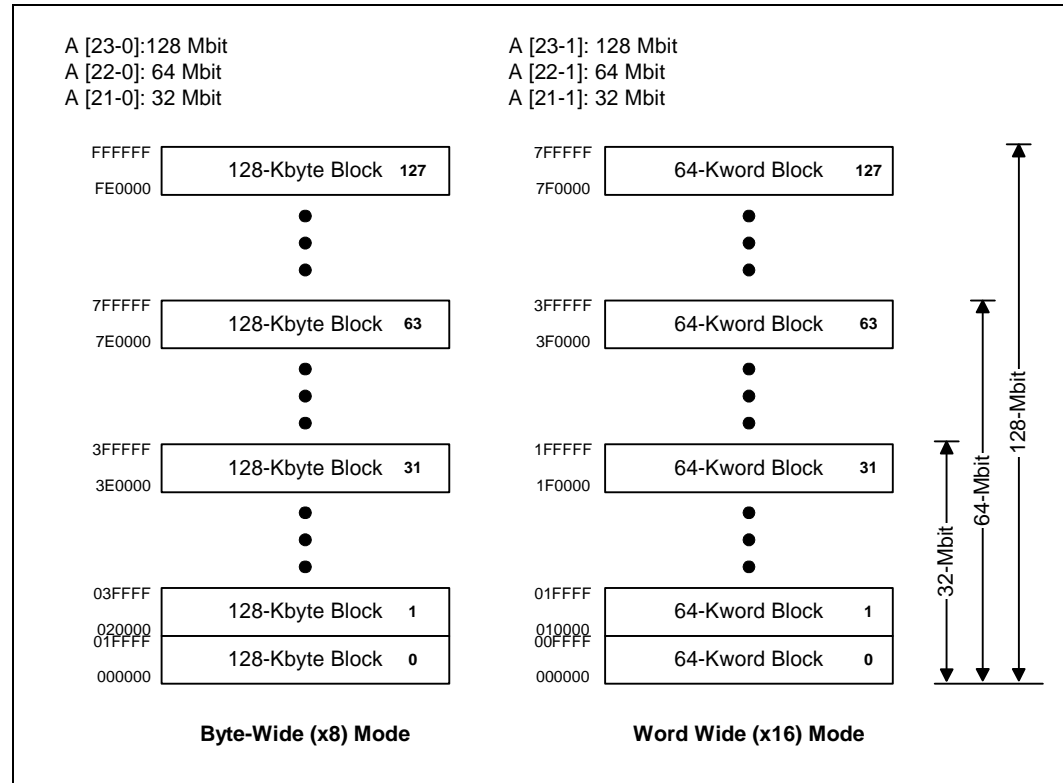 A [23-0]:128 Mbit
A [22-0]: 64 Mbit
A [21-0]: 32 Mbit
A [23-1]: 128 Mbit
A [22-1]: 64 Mbit
A [21-1]: 32 Mbit
FFFFFF
128-Kbyte Block 127
FE0000
7FFFFF
128-Kbyte Block 63
7E0000
3FFFFF
128-Kbyte Block 31
3E0000
03FFFF
128-Kbyte Block 1
020000
01FFFF
128-Kbyte Block 0
000000
Byte-Wide (x8) Mode
7FFFFF
64-Kword Block 127
7F0000
3FFFFF
64-Kword Block 63
3F0000
1FFFFF
64-Kword Block 31
1F0000
01FFFF
64-Kword Block 1
010000
00FFFF
64-Kword Block 0
000000
Word Wide (x16) Mode
32-Mbit
64-Mbit
128-Mbit